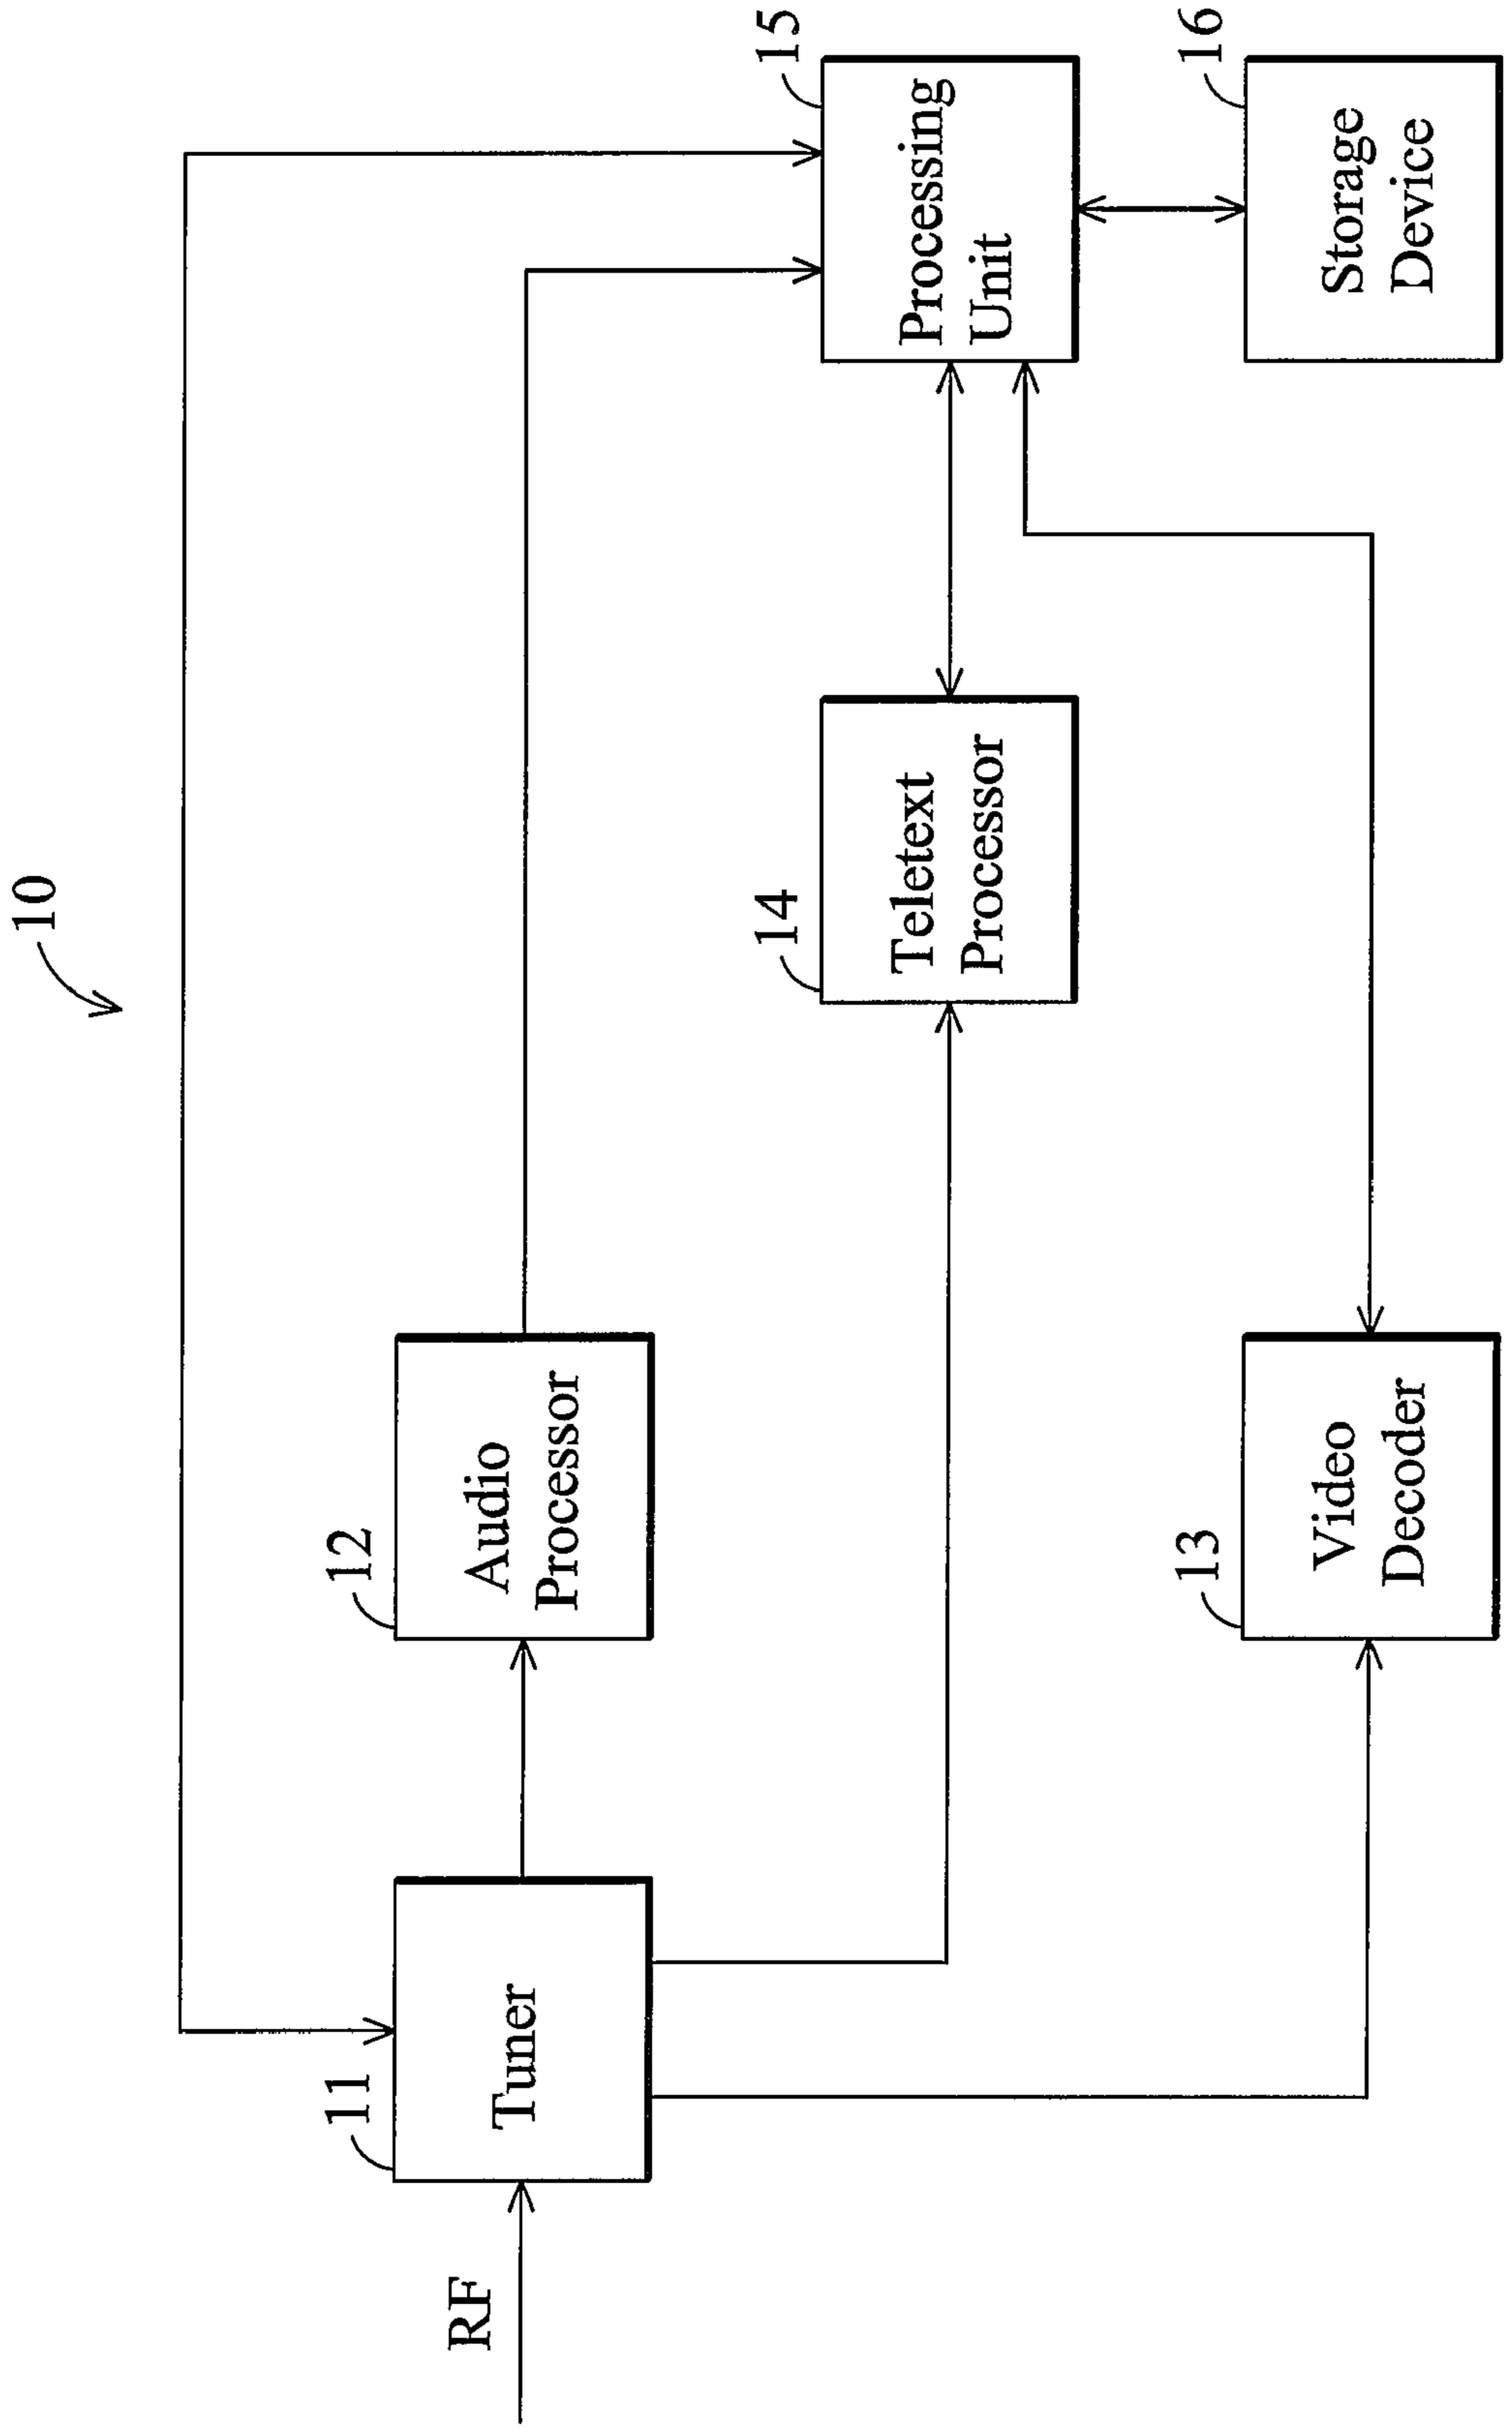 10
15
Processing
Unit
16
Storage
Device
14
Teletext
Processor
12
Audio
Processor
13
Video
Decoder
11
Tuner
RF